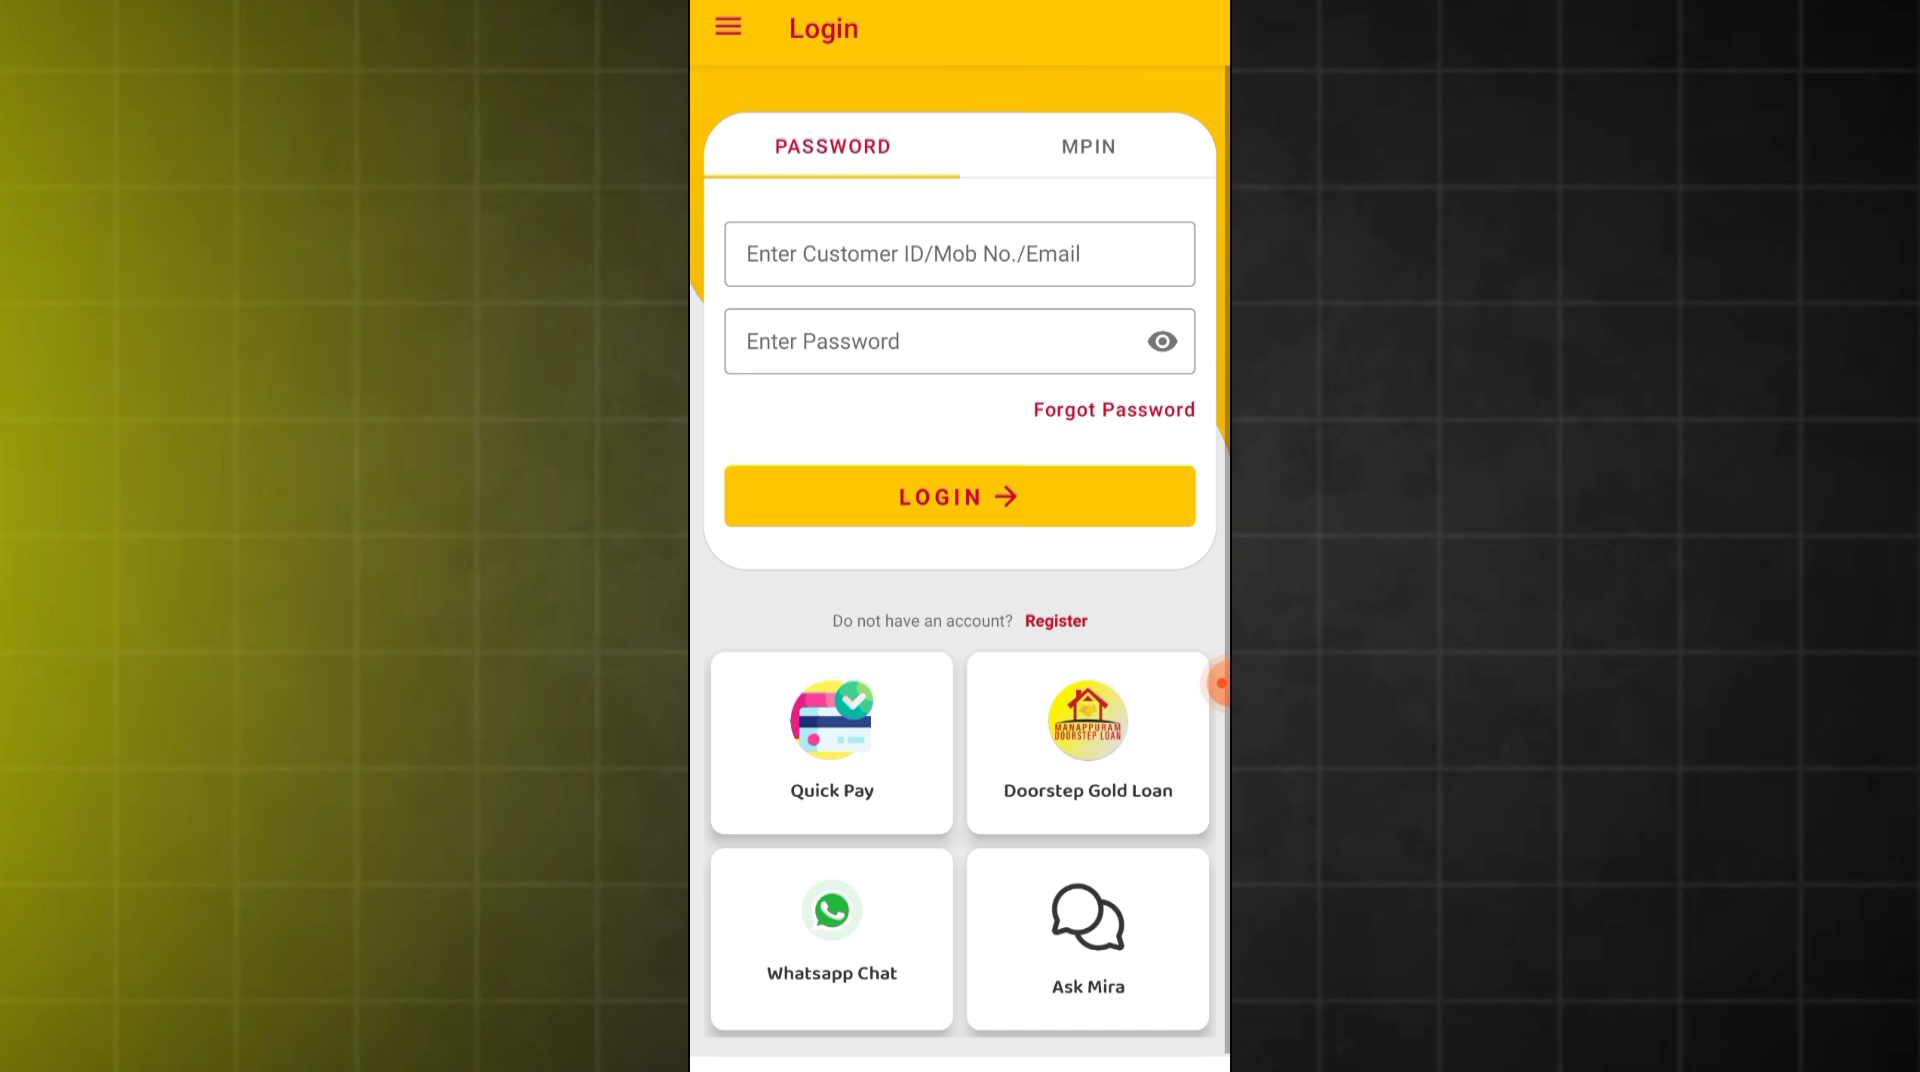 Login
PASSWORD
MPIN
Enter Customer ID/Mob No./Email
Enter Password
Forgot Password
LOGIN
Do not have an account? Register
MANAPPURAM
DOORSTEP LOAN
Quick Pay
Doorstep Gold Loan
Whatsapp Chat
Ask Mira